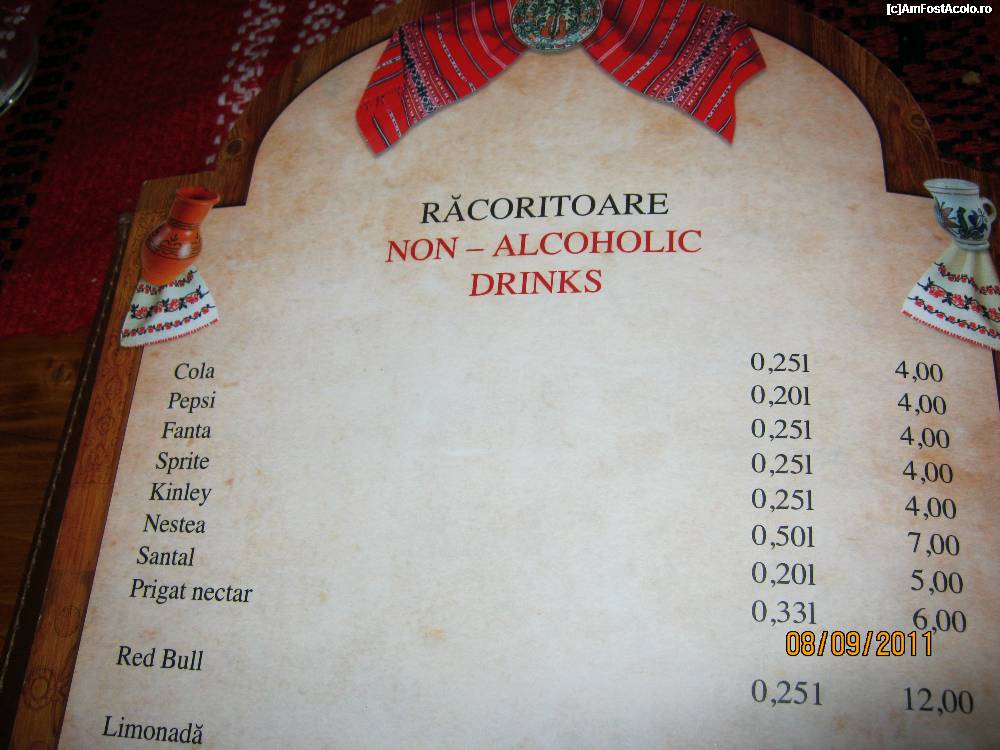 [c]AmFostAcolo.ro
RĂCORITOARE
NON – ALCOHOLIC
DRINKS
Cola 0,25l 4,00
Pepsi 0,20l 4,00
Fanta 0,25l 4,00
Sprite 0,25l 4,00
Kinley 0,25l 4,00
Nestea 0,50l 7,00
Santal 0,20l 5,00
Prigat nectar 0,33l 6,00
08/09/2011
Red Bull 0,25l 12,00
Limonadă